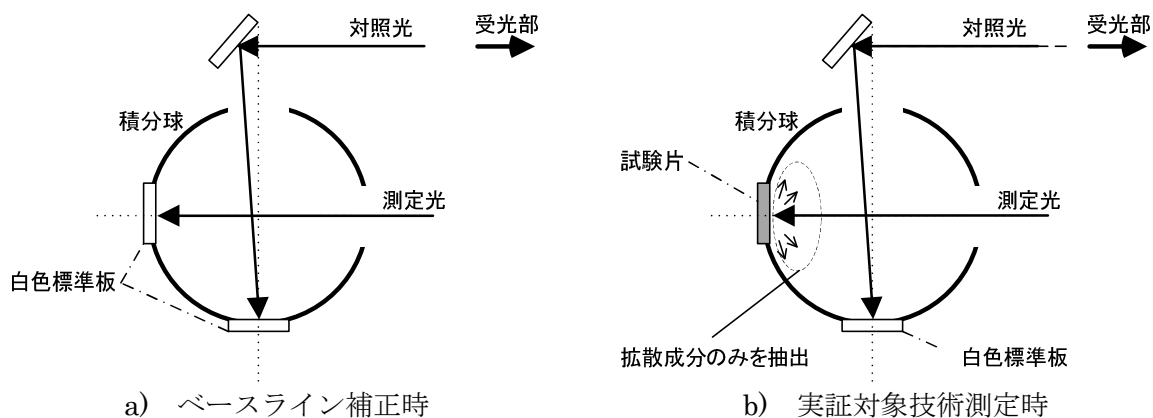 対照光
受光部
積分球
測定光
白色標準板
a) ベースライン補正時
対照光
受光部
積分球
試験片
測定光
拡散成分のみを抽出
白色標準板
b) 実証対象技術測定時